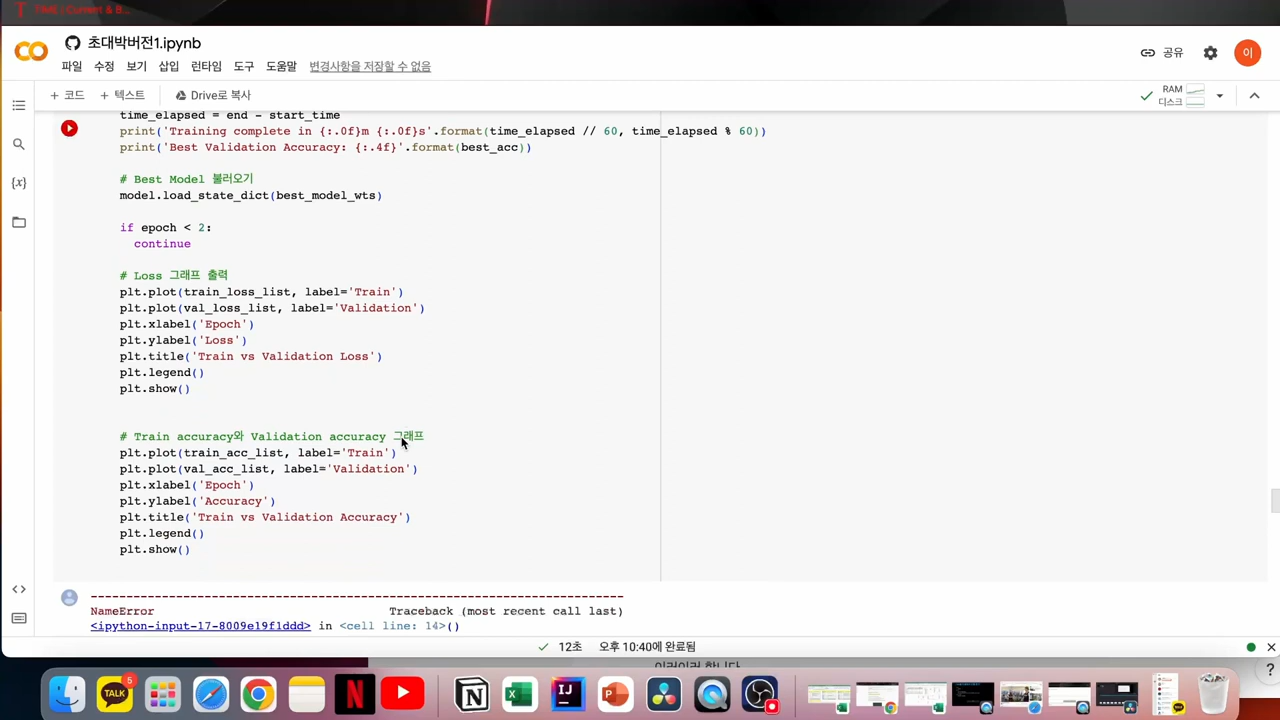 TIME | Current & B...
초대박버전1.ipynb
파일 수정 보기 삽입 런타임 도구 도움말 변경사항을 저장할 수 없음
공유
이
+ 코드 + 텍스트 Drive로 복사
RAM
디스크
time_elapsed = end - start_time
print('Training complete in {:.0f}m {:.0f}s'.format(time_elapsed // 60, time_elapsed % 60))
print('Best Validation Accuracy: {:.4f}'.format(best_acc))
# Best Model 불러오기
model.load_state_dict(best_model_wts)
if epoch < 2:
continue
# Loss 그래프 출력
plt.plot(train_loss_list, label='Train')
plt.plot(val_loss_list, label='Validation')
plt.xlabel('Epoch')
plt.ylabel('Loss')
plt.title('Train vs Validation Loss')
plt.legend()
plt.show()
# Train accuracy와 Validation accuracy 그래프
plt.plot(train_acc_list, label='Train')
plt.plot(val_acc_list, label='Validation')
plt.xlabel('Epoch')
plt.ylabel('Accuracy')
plt.title('Train vs Validation Accuracy')
plt.legend()
plt.show()
---------------------------------------------------------------------------
NameError Traceback (most recent call last)
<ipython-input-17-8009e19f1ddd> in <cell line: 14>()
12초 오후 10:40에 완료됨
TALK
5